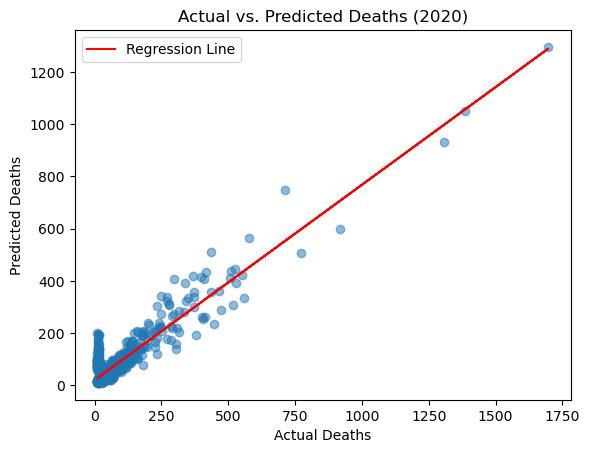 Actual vs. Predicted Deaths (2020)
Regression Line
1200
1000
800
600
400
200
0
Predicted Deaths
0 250 500 750 1000 1250 1500 1750
Actual Deaths